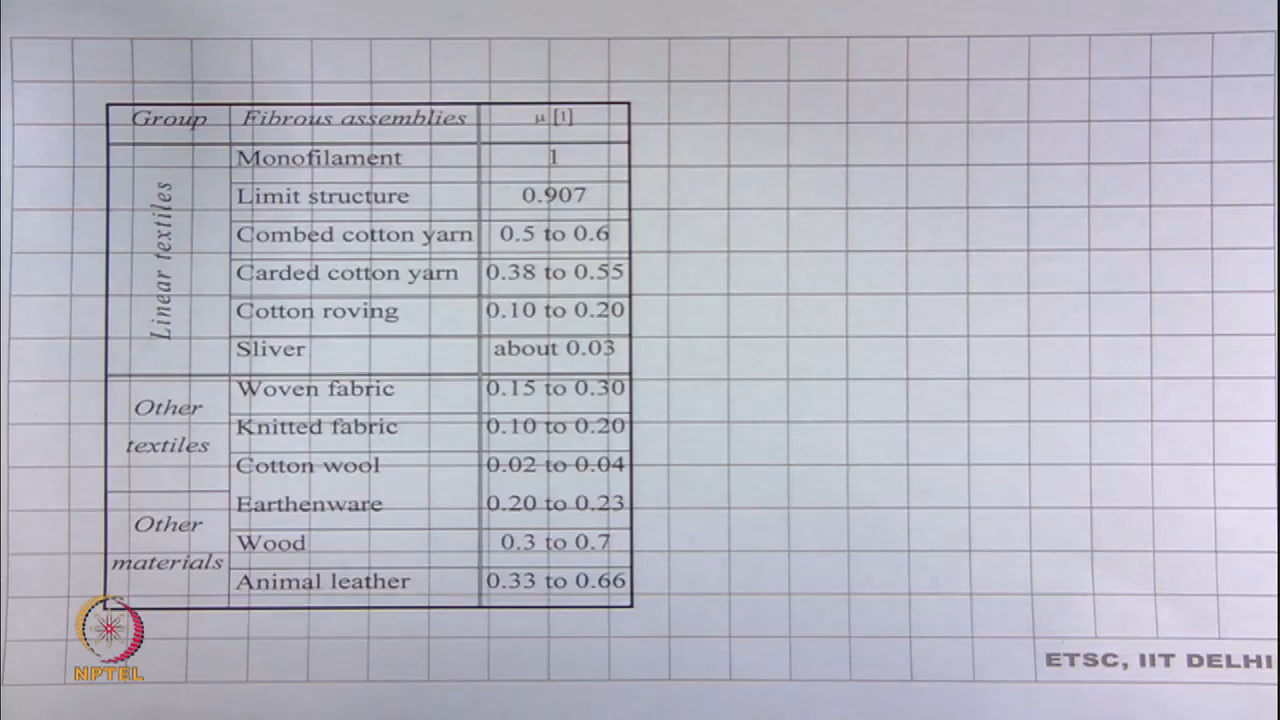 Group Fibrous assemblies μ [1]
Linear textiles
Monofilament 1
Limit structure 0.907
Combed cotton yarn 0.5 to 0.6
Carded cotton yarn 0.38 to 0.55
Cotton roving 0.10 to 0.20
Sliver about 0.03
Other textiles
Woven fabric 0.15 to 0.30
Knitted fabric 0.10 to 0.20
Cotton wool 0.02 to 0.04
Other materials
Earthenware 0.20 to 0.23
Wood 0.3 to 0.7
Animal leather 0.33 to 0.66
NPTEL
ETSC, IIT DELHI